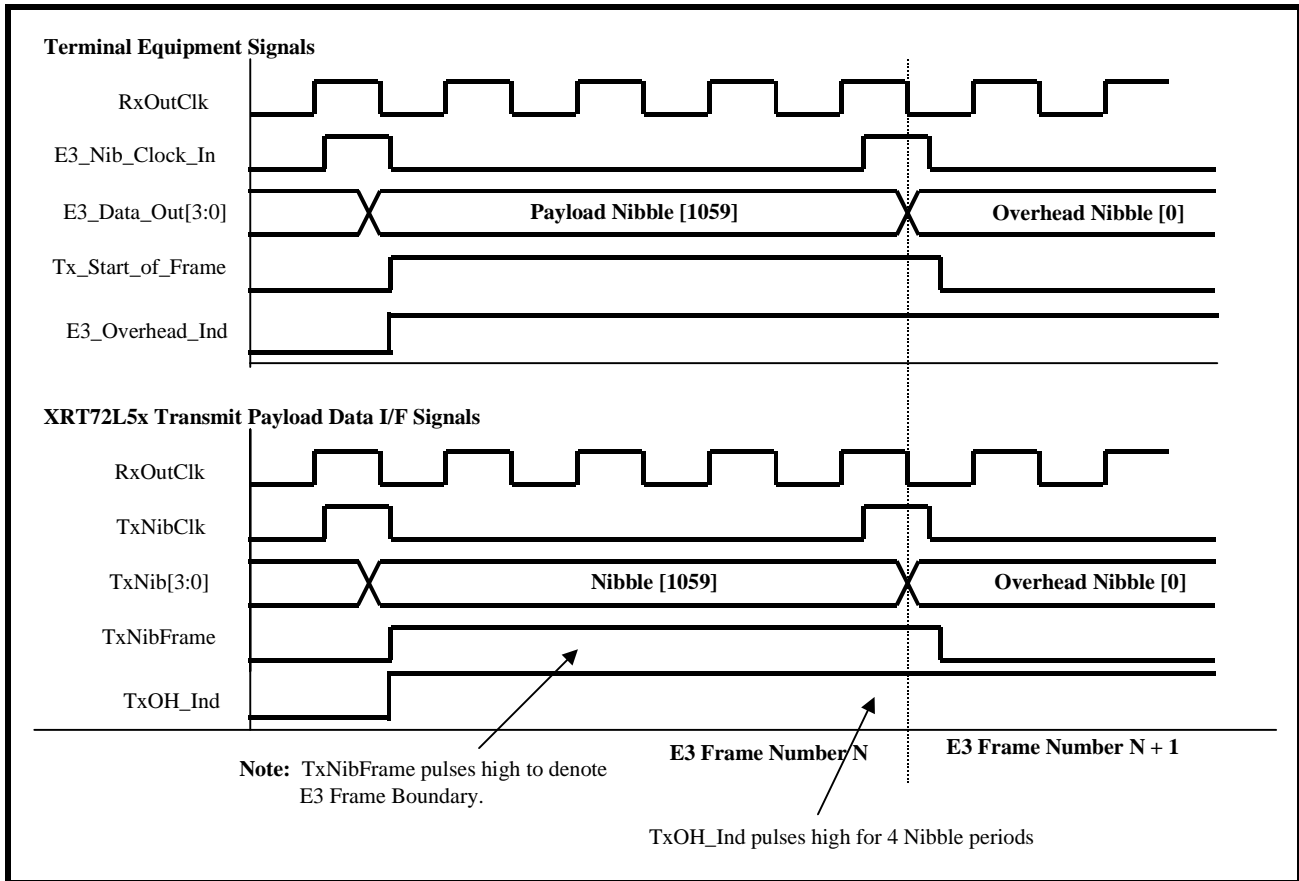 Terminal Equipment Signals
RxOutClk
E3_Nib_Clock_In
E3_Data_Out[3:0]
Payload Nibble [1059]
Overhead Nibble [0]
Tx_Start_of_Frame
E3_Overhead_Ind
XRT72L5x Transmit Payload Data I/F Signals
RxOutClk
TxNibClk
TxNib[3:0]
Nibble [1059]
Overhead Nibble [0]
TxNibFrame
TxOH_Ind
E3 Frame Number N
E3 Frame Number N + 1
Note: TxNibFrame pulses high to denote
E3 Frame Boundary.
TxOH_Ind pulses high for 4 Nibble periods